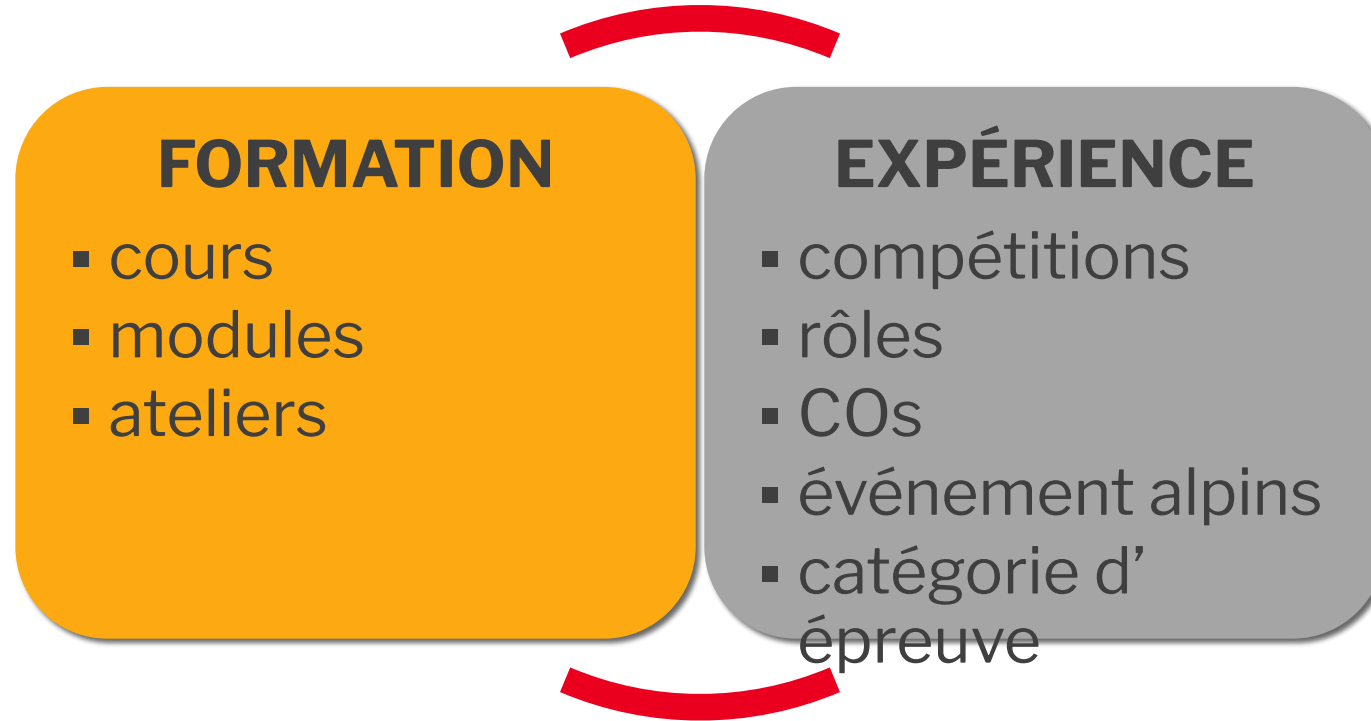 FORMATION
▪ cours
▪ modules
▪ ateliers
EXPÉRIENCE
▪ compétitions
▪ rôles
▪ COs
▪ événement alpins
▪ catégorie d’
épreuve